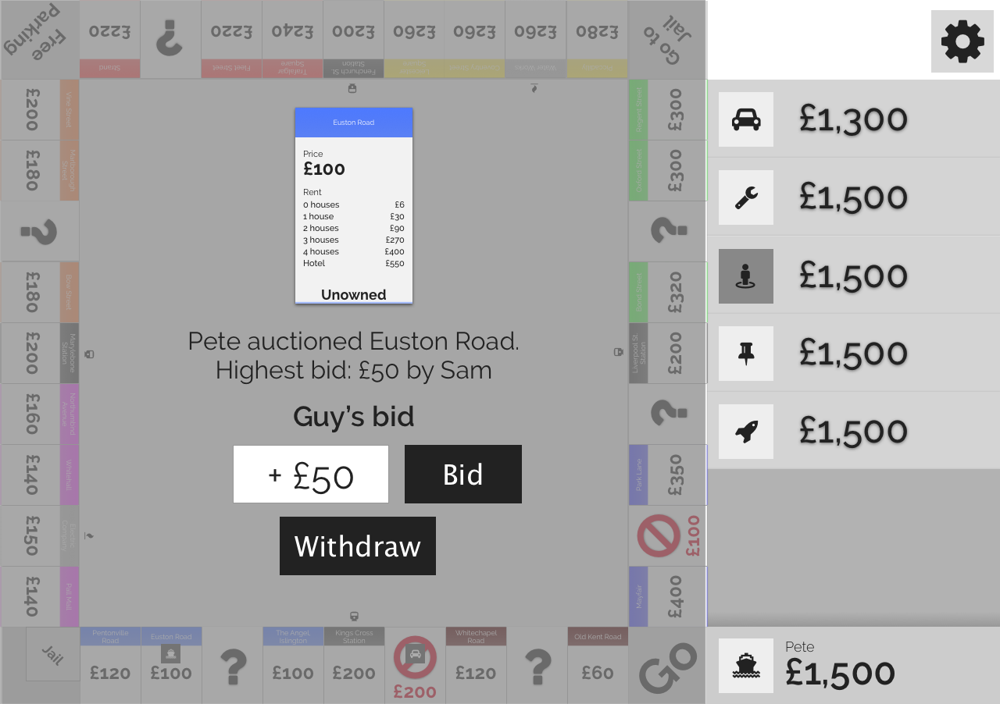 Free
Parking
£220
?
£220
£240
£200
£260
£260
£260
£280
Go to
Jail
Strand
Fleet Street
Trafalgar
Square
Fenchurch St
Station
Leicester
Square
Coventry Street
Water Works
Piccadilly
£200
Vine Street
£180
Marlborough
Street
?
£180
Bow Street
£200
Marylebone
Station
£160
Northumbrld
Avenue
£140
Whitehall
£150
Electric
Company
£140
Pall Mall
Euston Road
Price
£100
Rent
0 houses £6
1 house £30
2 houses £90
3 houses £270
4 houses £400
Hotel £550
Unowned
Pete auctioned Euston Road.
Highest bid: £50 by Sam
Guy’s bid
+ £50
Bid
Withdraw
Regent Street
£300
Oxford Street
£300
?
Bond Street
£320
Liverpool St.
Station
£200
?
Park Lane
£350
£100
Mayfair
£400
Jail
Pentonville
Road
£120
Euston Road
£100
?
The Angel,
Islington
£100
Kings Cross
Station
£200
£200
Whitechapel
Road
£120
?
Old Kent Road
£60
GO
£1,300
£1,500
£1,500
£1,500
£1,500
Pete
£1,500